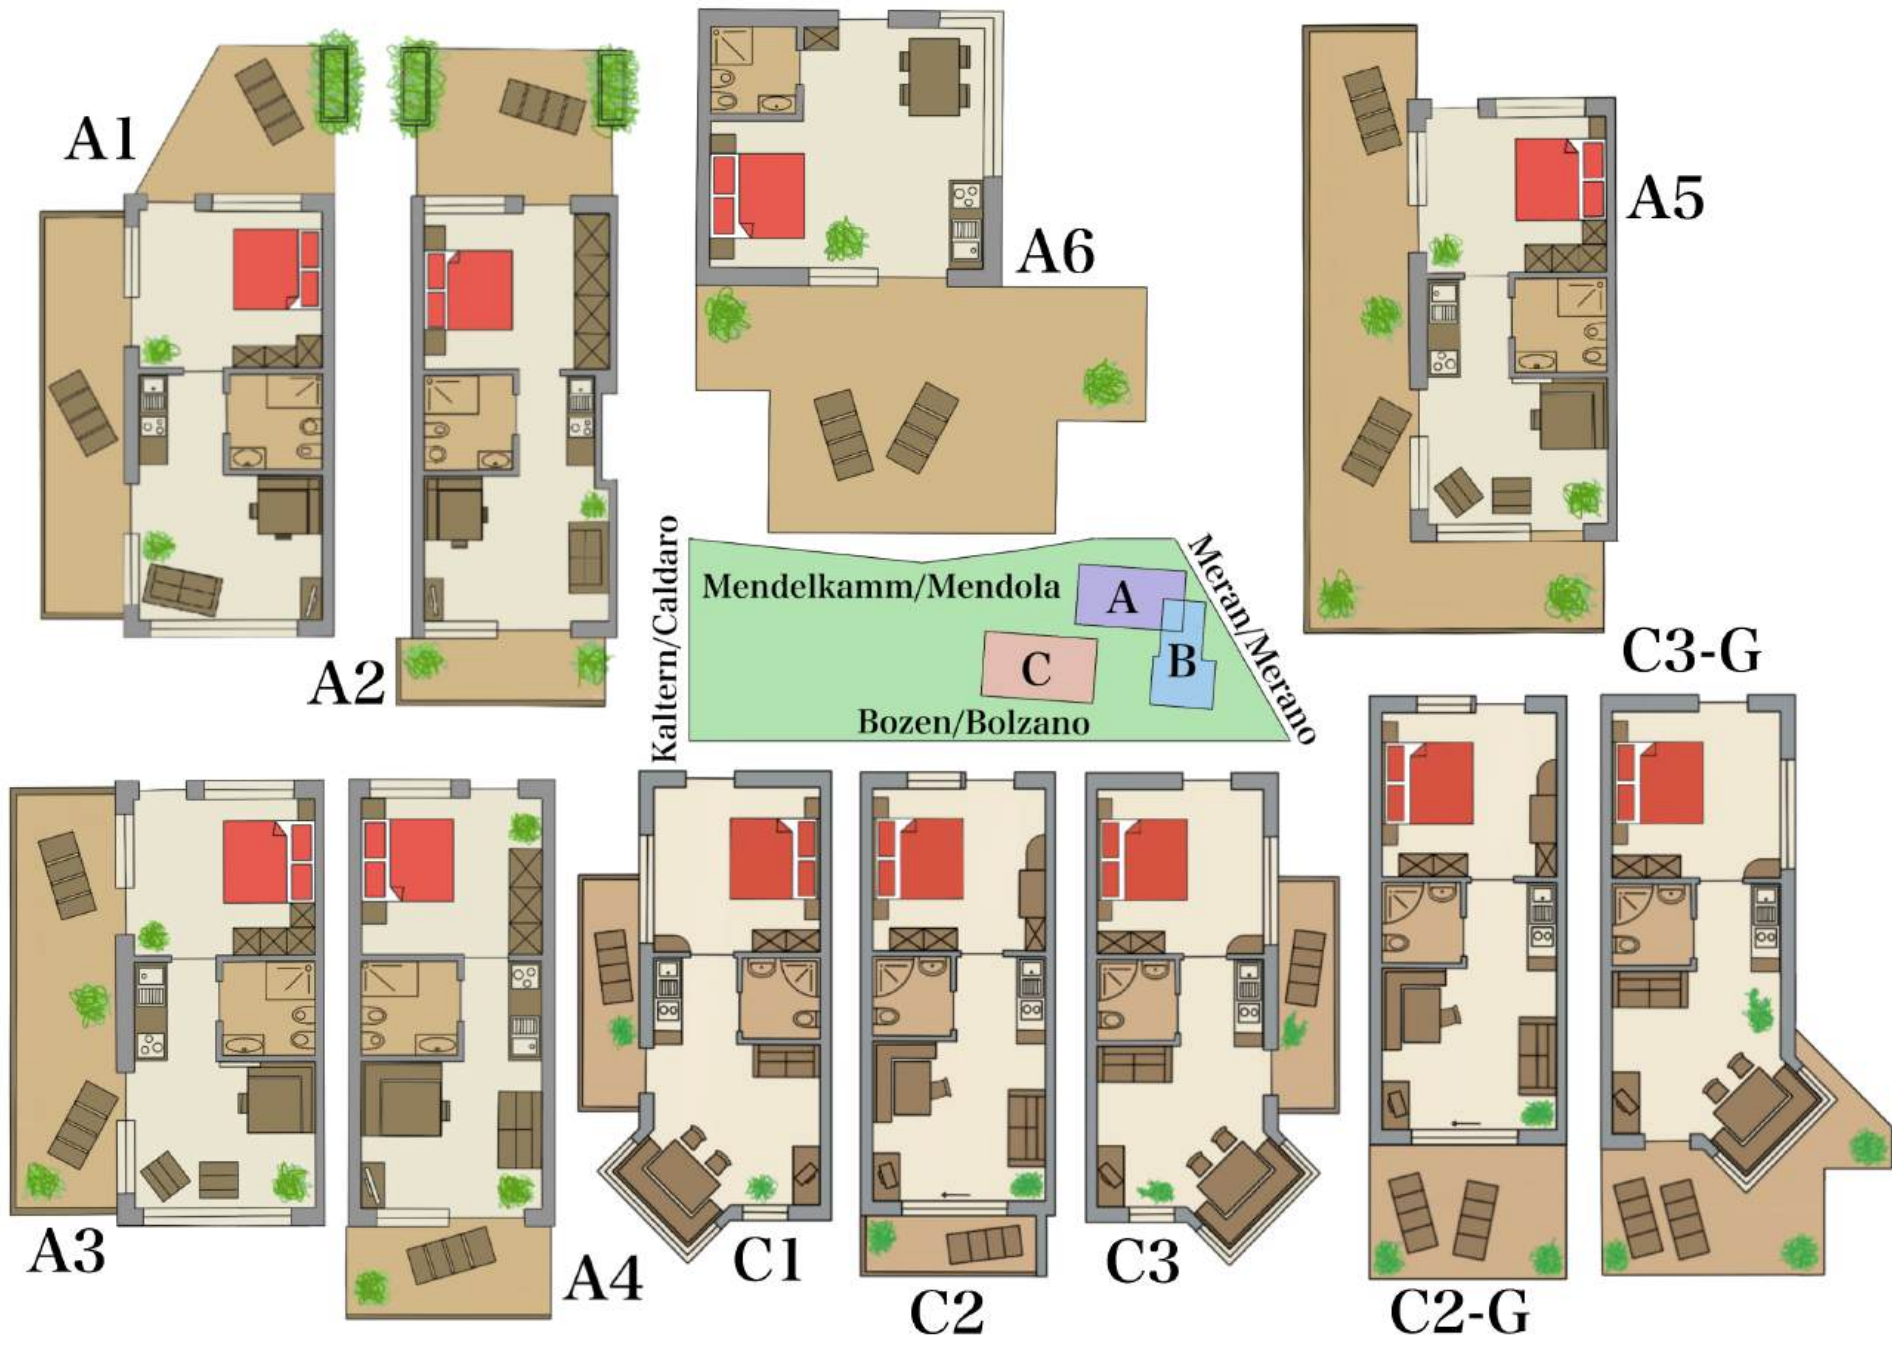 A1
A6
A5
A2
Kaltern/Caldaro
Mendelkamm/Mendola
Meran/Merano
A
B
C
Bozen/Bolzano
C3-G
A3
A4
C1
C2
C3
C2-G